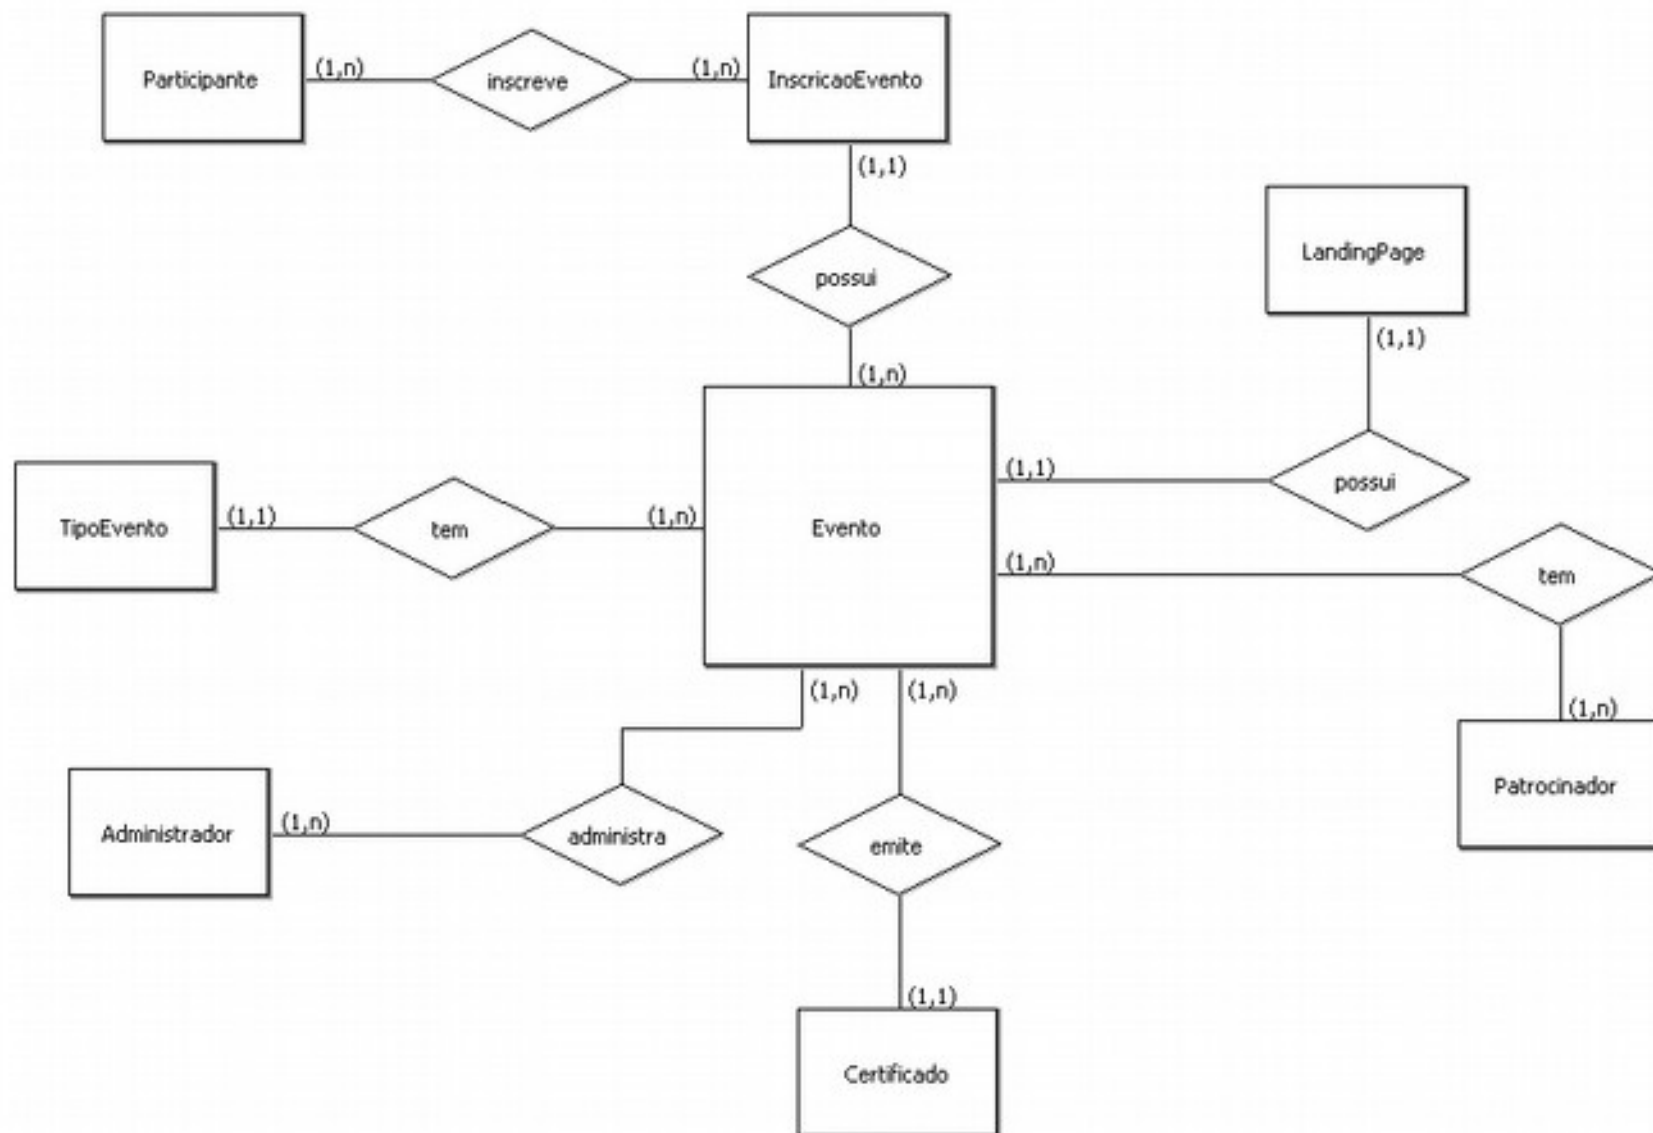 Participante
(1,n)
inscreve
(1,n)
InscricaoEvento
(1,1)
possui
(1,n)
LandingPage
(1,1)
possui
(1,1)
TipoEvento
(1,1)
tem
(1,n)
Evento
(1,n)
tem
(1,n)
Patrocinador
(1,n)
(1,n)
Administrador
(1,n)
administra
emite
(1,1)
Certificado